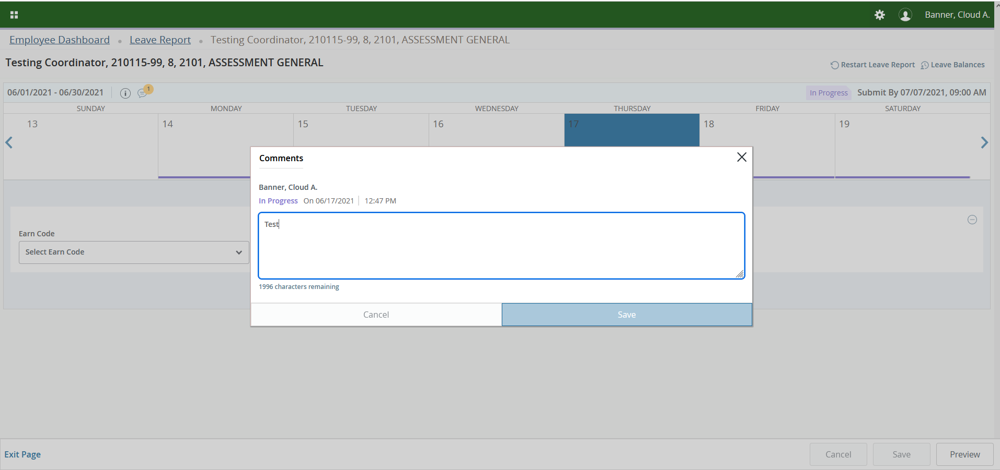 Banner, Cloud A.
Employee Dashboard • Leave Report • Testing Coordinator, 210115-99, 8, 2101, ASSESSMENT GENERAL
Testing Coordinator, 210115-99, 8, 2101, ASSESSMENT GENERAL
Restart Leave Report Leave Balances
06/01/2021 - 06/30/2021 1 In Progress Submit By 07/07/2021, 09:00 AM
SUNDAY MONDAY TUESDAY WEDNESDAY THURSDAY FRIDAY SATURDAY
13 14 15 16 17 18 19
Comments
Banner, Cloud A.
In Progress On 06/17/2021 12:47 PM
Test
Earn Code
Select Earn Code
1996 characters remaining
Cancel Save
Exit Page Cancel Save Preview